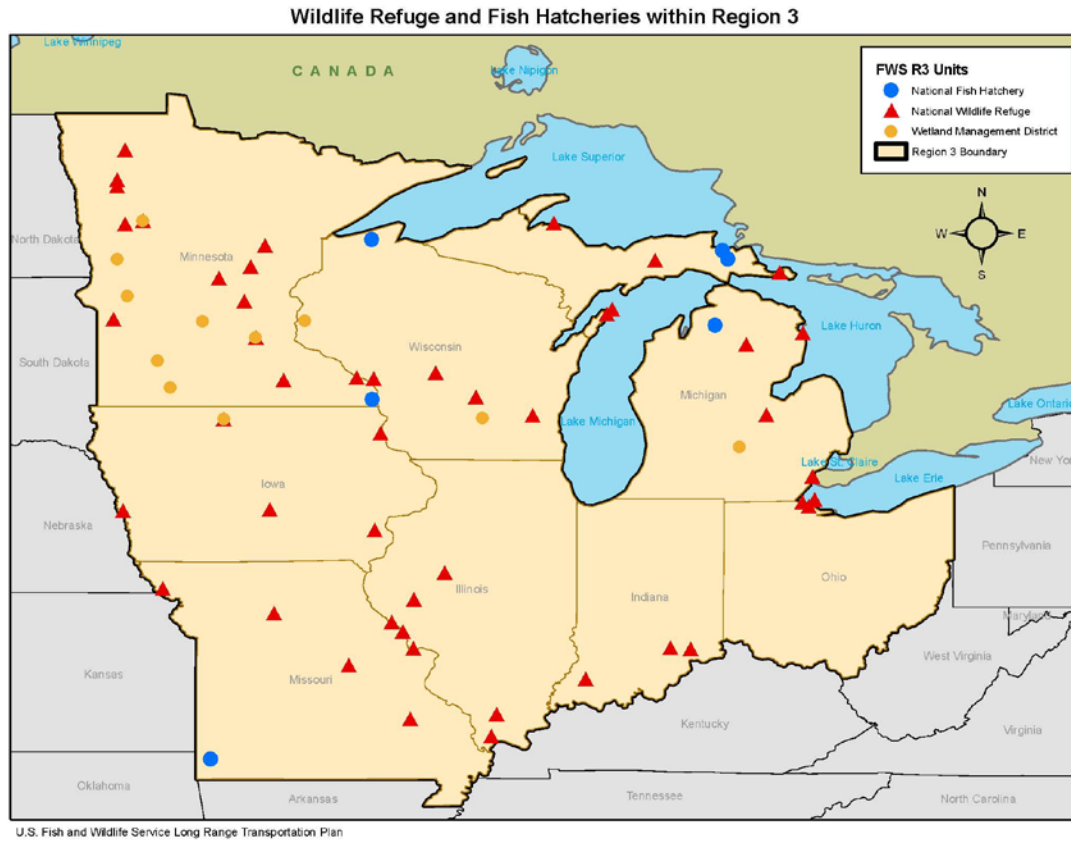 Wildlife Refuge and Fish Hatcheries within Region 3
Lake Winnipeg
CANADA
Lake Nipigon
FWS R3 Units
National Fish Hatchery
National Wildlife Refuge
Wetland Management District
Region 3 Boundary
Lake Superior
N
W
E
S
North Dakota
Minnesota
Lake Huron
South Dakota
Wisconsin
Michigan
Lake Michigan
Lake Ontario
Lake St. Claire
New Yor
Lake Erie
Iowa
Nebraska
Pennsylvania
Ohio
Illinois
Indiana
Maryland
West Virginia
Kansas
Missouri
Kentucky
Virginia
Oklahoma
Arkansas
Tennessee
North Carolina
U.S. Fish and Wildlife Service Long Range Transportation Plan